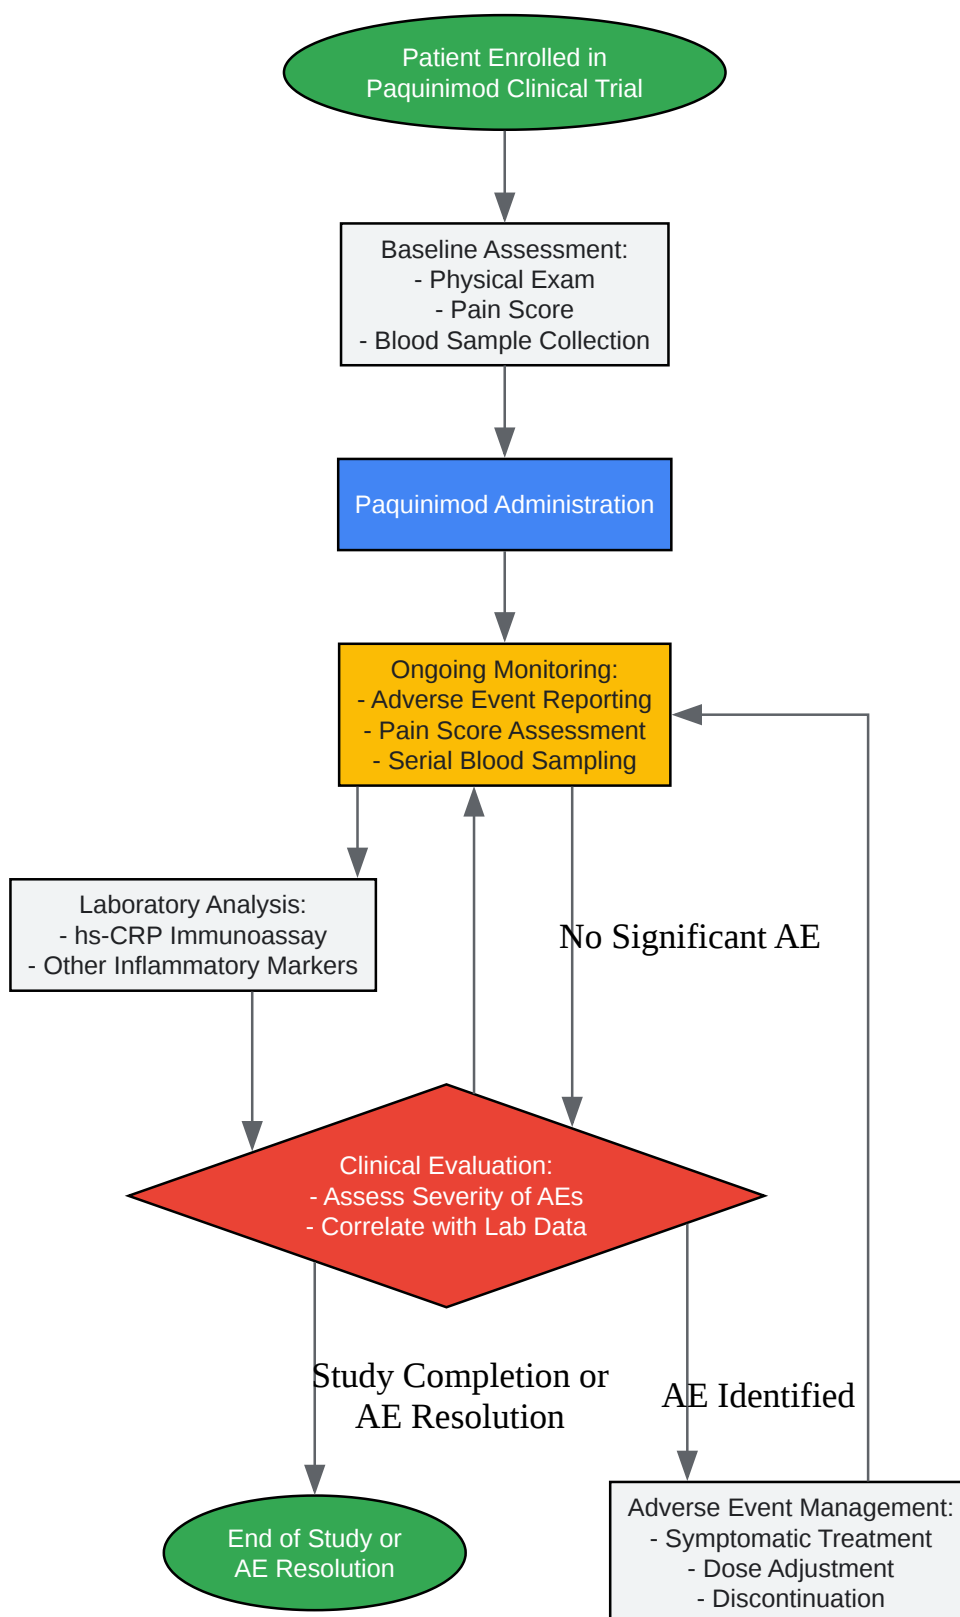 Patient Enrolled in
Paquinimod Clinical Trial
Baseline Assessment:
- Physical Exam
- Pain Score
- Blood Sample Collection
Paquinimod Administration
Ongoing Monitoring:
- Adverse Event Reporting
- Pain Score Assessment
- Serial Blood Sampling
Laboratory Analysis:
- hs-CRP Immunoassay
- Other Inflammatory Markers
No Significant AE
Clinical Evaluation:
- Assess Severity of AEs
- Correlate with Lab Data
Study Completion or
AE Resolution
AE Identified
End of Study or
AE Resolution
Adverse Event Management:
- Symptomatic Treatment
- Dose Adjustment
- Discontinuation